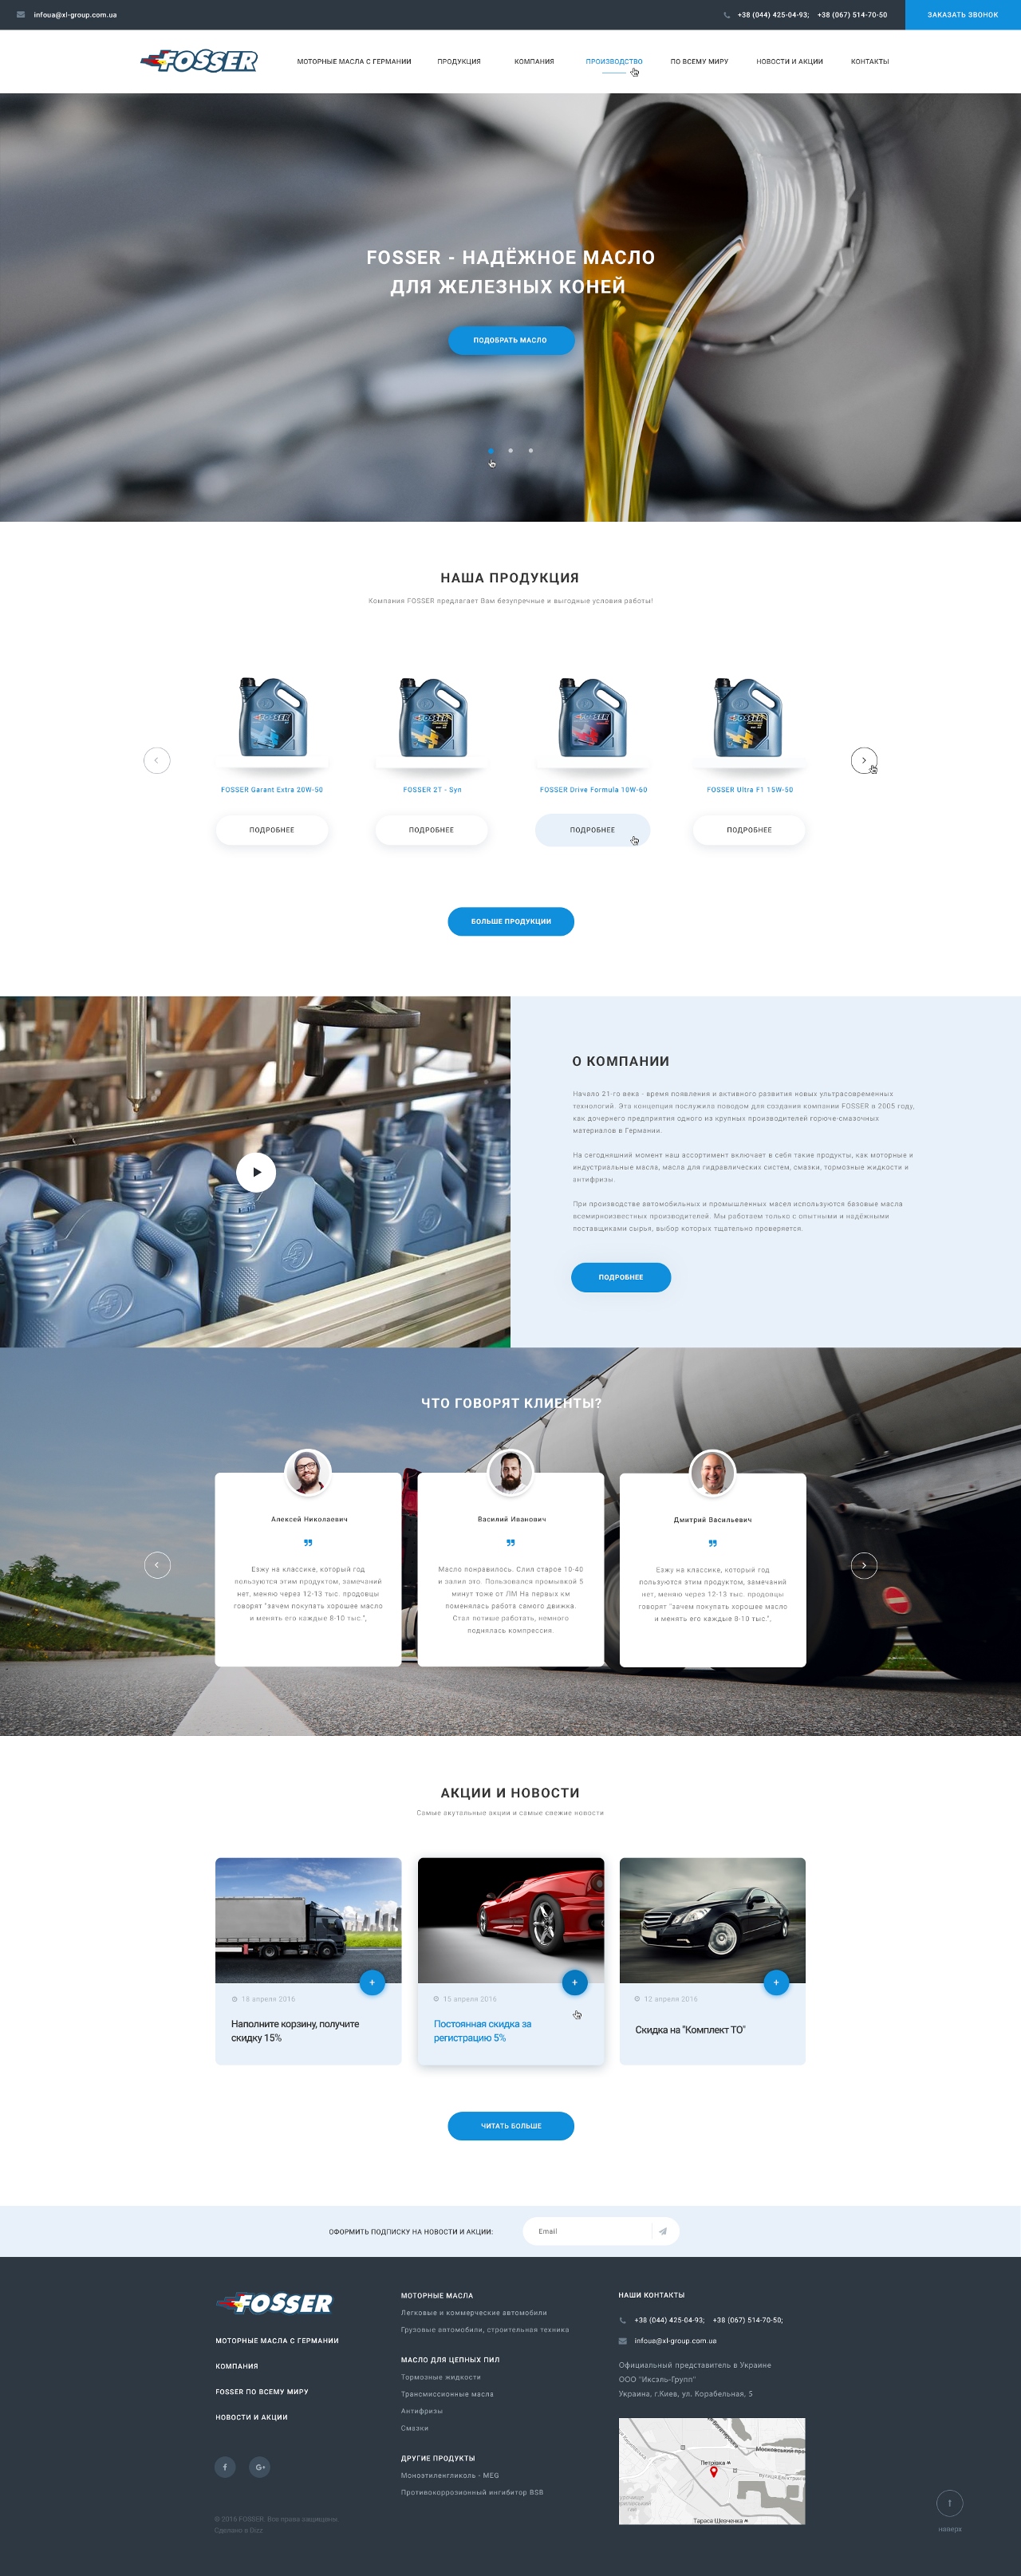 infoua@xl-group.com.ua
+38 (044) 425-04-93; +38 (067) 514-70-50
ЗАКАЗАТЬ ЗВОНОК
FOSSER
МОТОРНЫЕ МАСЛА С ГЕРМАНИИ
ПРОДУКЦИЯ
КОМПАНИЯ
ПРОИЗВОДСТВО
ПО ВСЕМУ МИРУ
НОВОСТИ И АКЦИИ
КОНТАКТЫ
FOSSER - НАДЁЖНОЕ МАСЛО
ДЛЯ ЖЕЛЕЗНЫХ КОНЕЙ
ПОДОБРАТЬ МАСЛО
НАША ПРОДУКЦИЯ
Компания FOSSER предлагает Вам безупречные и выгодные условия работы!
FOSSER
FOSSER
FOSSER
FOSSER
FOSSER Garant Extra 20W-50
FOSSER 2T - Syn
FOSSER Drive Formula 10W-60
FOSSER Ultra F1 15W-50
ПОДРОБНЕЕ
ПОДРОБНЕЕ
ПОДРОБНЕЕ
ПОДРОБНЕЕ
БОЛЬШЕ ПРОДУКЦИИ
О КОМПАНИИ
Начало 21-го века - время появления и активного развития новых ультрасовременных
технологий. Эта концепция послужила поводом для создания компании FOSSER в 2005 году,
как дочернего предприятия одного из крупных производителей горюче-смазочных
материалов в Германии.
На сегодняшний момент наш ассортимент включает в себя такие продукты, как моторные и
индустриальные масла, масла для гидравлических систем, смазки, тормозные жидкости и
антифризы.
При производстве автомобильных и промышленных масел используются базовые масла
всемирноизвестных производителей. Мы работаем только с опытными и надёжными
поставщиками сырья, выбор которых тщательно проверяется.
ПОДРОБНЕЕ
ЧТО ГОВОРЯТ КЛИЕНТЫ?
Алексей Николаевич
Езжу на классике, который год
пользуются этим продуктом, замечаний
нет, меняю через 12-13 тыс. продавцы
говорят "зачем покупать хорошее масло
и менять его каждые 8-10 тыс.",
Василий Иванович
Масло понравилось. Слил старое 10-40
и залил это. Пользовался промывкой 5
минут тоже от ЛМ На первых км
поменялась работа самого движка.
Стал потише работать, немного
поднялась компрессия.
Дмитрий Васильевич
Езжу на классике, который год
пользуются этим продуктом, замечаний
нет, меняю через 12-13 тыс. продовцы
говорят "зачем покупать хорошее масло
и менять его каждые 8-10 тыс.",
АКЦИИ И НОВОСТИ
Самые акутальные акции и самые свежие новости
18 апреля 2016
Наполните корзину, получите
скидку 15%
15 апреля 2016
Постоянная скидка за
регистрацию 5%
12 апреля 2016
Скидка на "Комплект ТО"
ЧИТАТЬ БОЛЬШЕ
ОФОРМИТЬ ПОДПИСКУ НА НОВОСТИ И АКЦИИ:
Email
FOSSER
МОТОРНЫЕ МАСЛА С ГЕРМАНИИ
КОМПАНИЯ
FOSSER ПО ВСЕМУ МИРУ
НОВОСТИ И АКЦИИ
f
G+
© 2016 FOSSER. Все права защищены
Сделано в Dizz
МОТОРНЫЕ МАСЛА
Легковые и коммерческие автомобили
Грузовые автомобили, строительная техника
МАСЛО ДЛЯ ЦЕПНЫХ ПИЛ
Тормозные жидкости
Трансмиссионные масла
Антифризы
Смазки
ДРУГИЕ ПРОДУКТЫ
Моноэтиленгликоль - MEG
Противокоррозионный ингибитор BSB
НАШИ КОНТАКТЫ
+38 (044) 425-04-93; +38 (067) 514-70-50;
infoua@xl-group.com.ua
Официальный представитель в Украине
ООО "Иксэль-Групп"
Украина, г.Киев, ул. Корабельная, 5
Петрівка
Тараса Шевченка
наверх